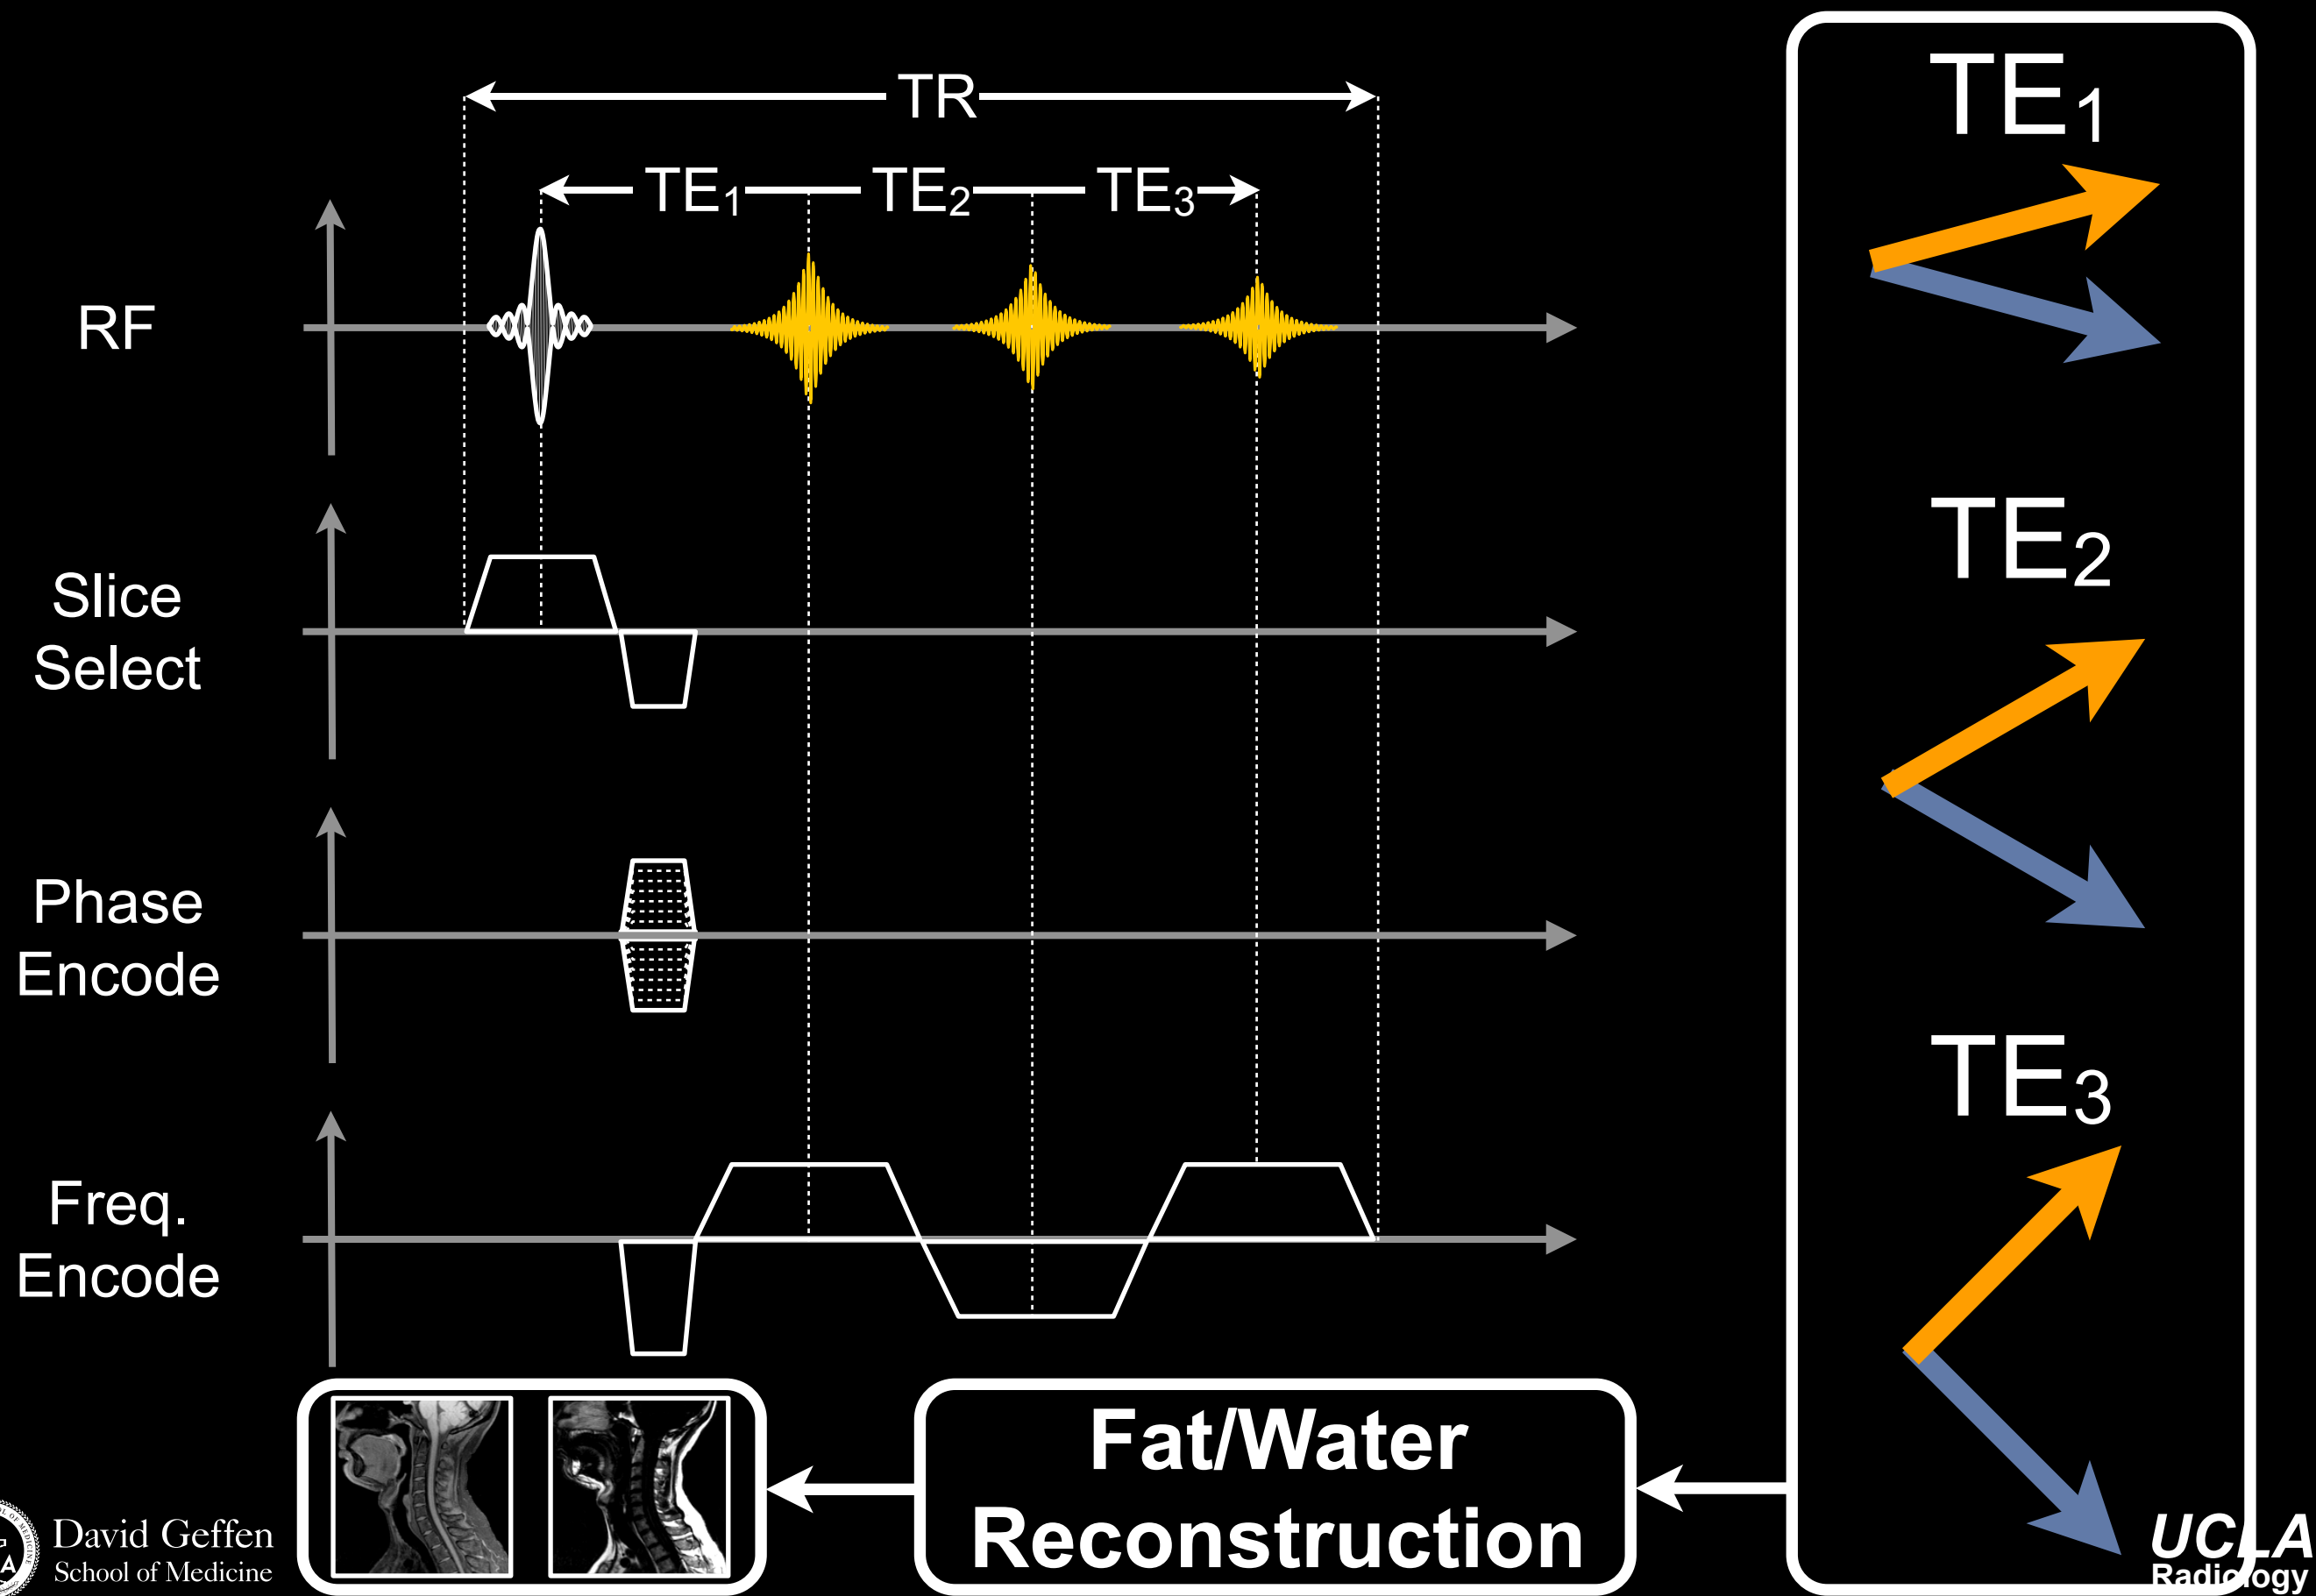 TR
TE1
TE2
TE3
RF
Slice
Select
Phase
Encode
Freq.
Encode
TE1
TE2
TE3
Fat/Water
Reconstruction
David Geffen
School of Medicine
UCLA
Radiology